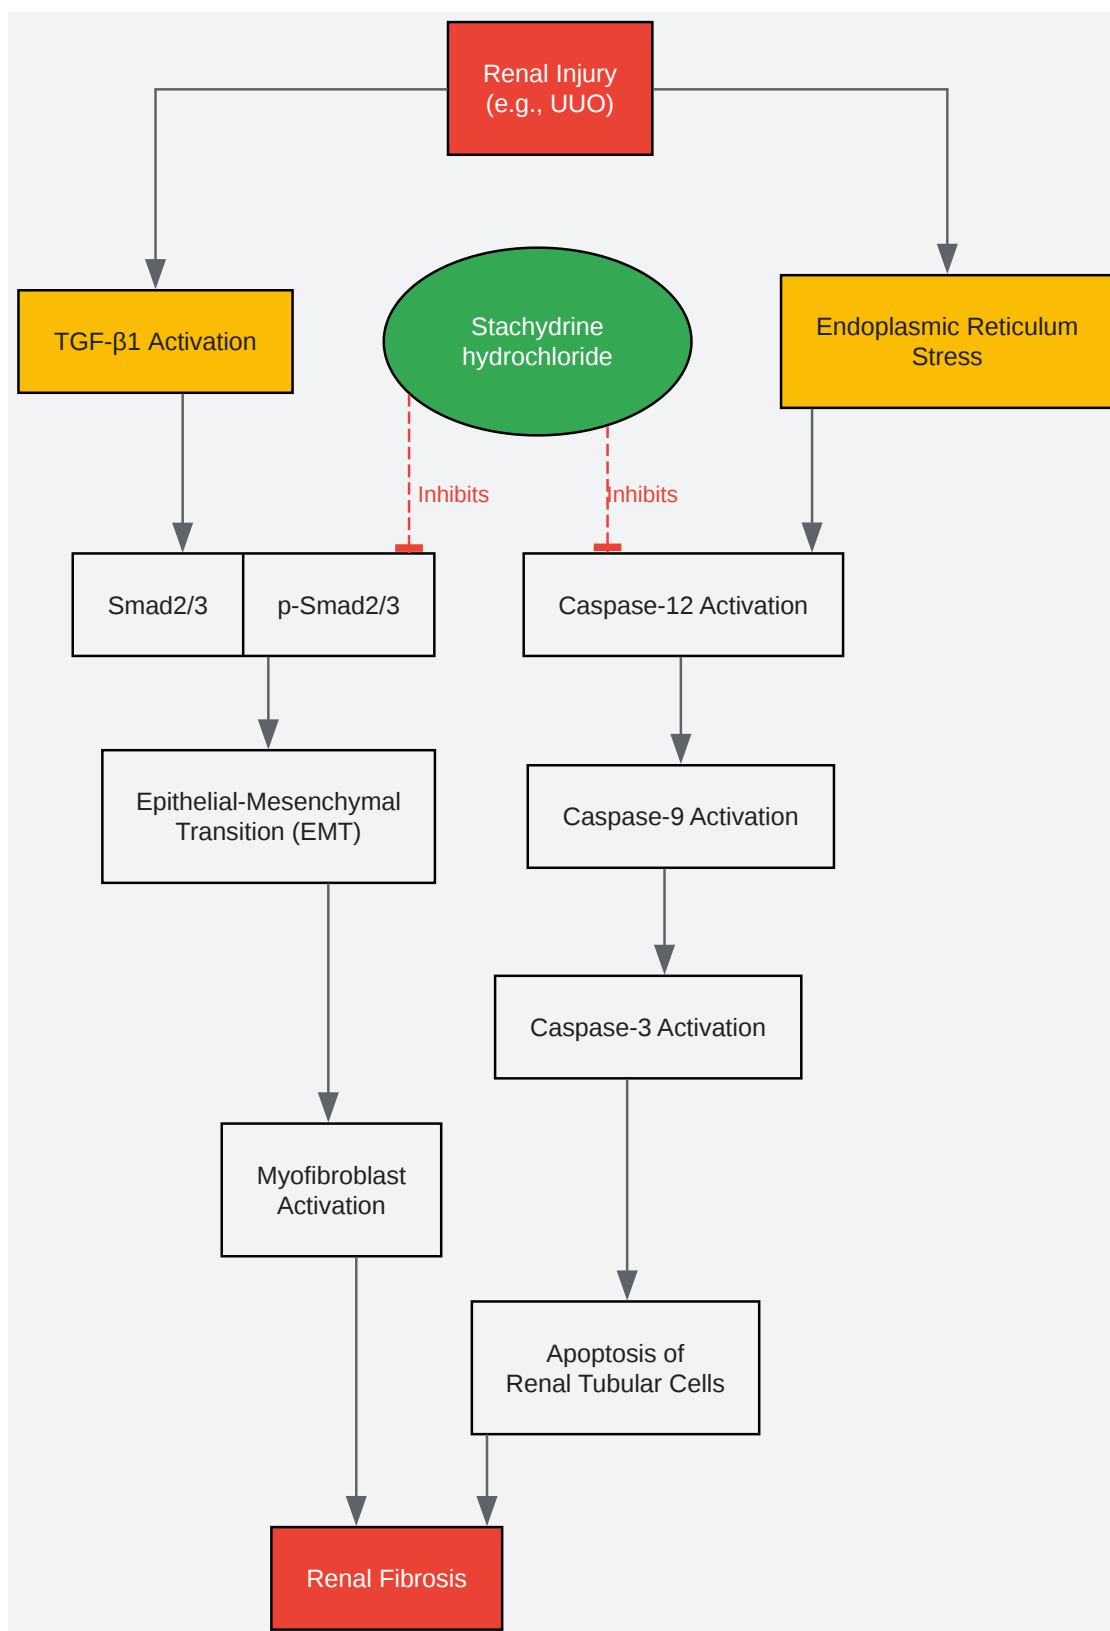 Renal Injury
(e.g., UUO)
TGF-β1 Activation
Stachydrine
hydrochloride
Endoplasmic Reticulum
Stress
Inhibits
Inhibits
Smad2/3
p-Smad2/3
Caspase-12 Activation
Epithelial-Mesenchymal
Transition (EMT)
Caspase-9 Activation
Caspase-3 Activation
Myofibroblast
Activation
Apoptosis of
Renal Tubular Cells
Renal Fibrosis